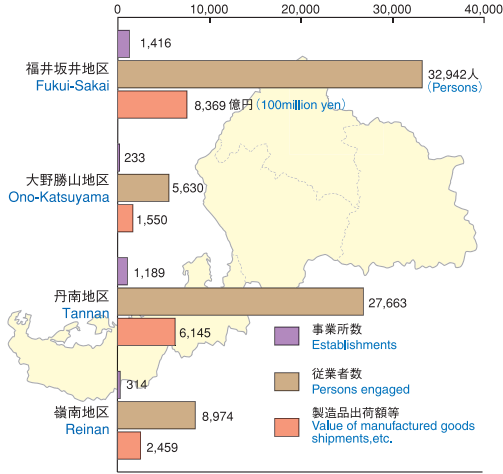 0 10,000 20,000 30,000 40,000
1,416
福井坂井地区
Fukui-Sakai
32,942人
(Persons)
8,369 億円(100million yen)
233
大野勝山地区
Ono-Katsuyama
5,630
1,550
1,189
丹南地区
Tannan
27,663
6,145
事業所数
Establishments
従業者数
Persons engaged
314
嶺南地区
Reinan
8,974
製造品出荷額等
Value of manufactured goods
shipments,etc.
2,459